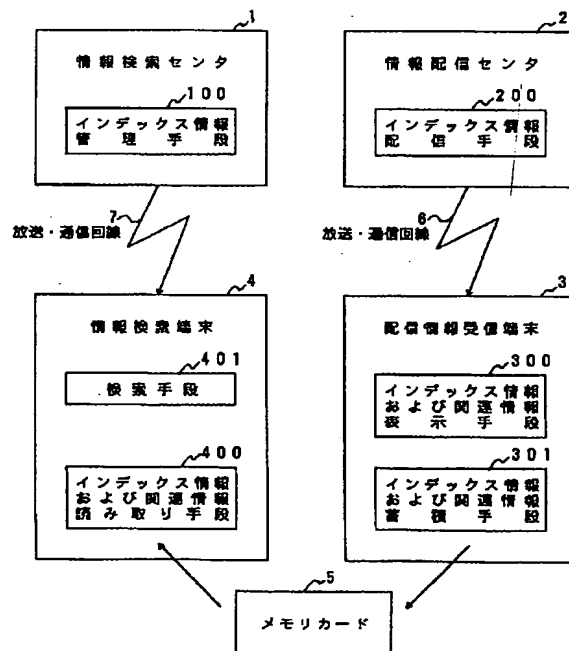 1
情報検索センタ
100
インデックス情報
管理手段
2
情報配信センタ
200
インデックス情報
配信手段
7
放送・通信回線
6
放送・通信回線
4
情報検索端末
401
検索手段
400
インデックス情報
および関連情報
読み取り手段
3
配信情報受信端末
300
インデックス情報
および関連情報
表示手段
301
インデックス情報
および関連情報
蓄積手段
5
メモリカード